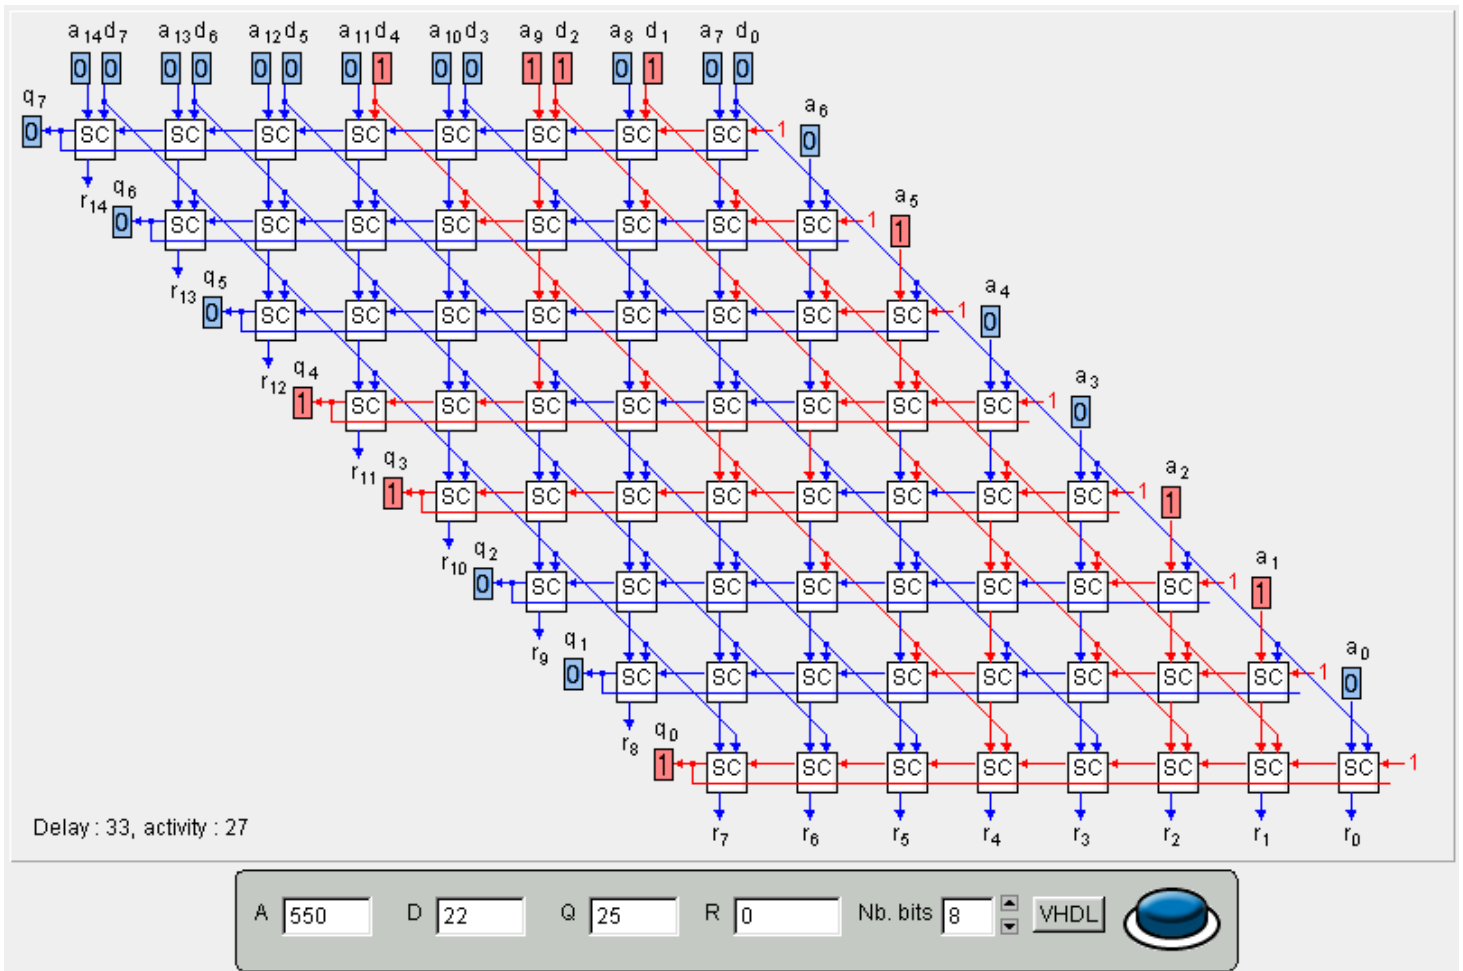 a14 d7 a13 d6 a12 d5 a11 d4 a10 d3 a9 d2 a8 d1 a7 d0
0 0 0 0 0 0 0 1 0 0 1 1 0 1 0 0
q7 a6
0 SC SC SC SC SC SC SC SC 1
0
r14 q6 a5
0 SC SC SC SC SC SC SC SC 1
1
r13 q5 a4
0 SC SC SC SC SC SC SC SC 1
0
r12 q4 a3
1 SC SC SC SC SC SC SC SC 1
0
r11 q3 a2
1 SC SC SC SC SC SC SC SC 1
1
r10 q2 a1
0 SC SC SC SC SC SC SC SC 1
1
r9 q1 a0
0 SC SC SC SC SC SC SC SC 1
0
r8 q0
1 SC SC SC SC SC SC SC SC 1
r7 r6 r5 r4 r3 r2 r1 r0
Delay : 33, activity : 27
A 550 D 22 Q 25 R 0 Nb. bits 8 VHDL